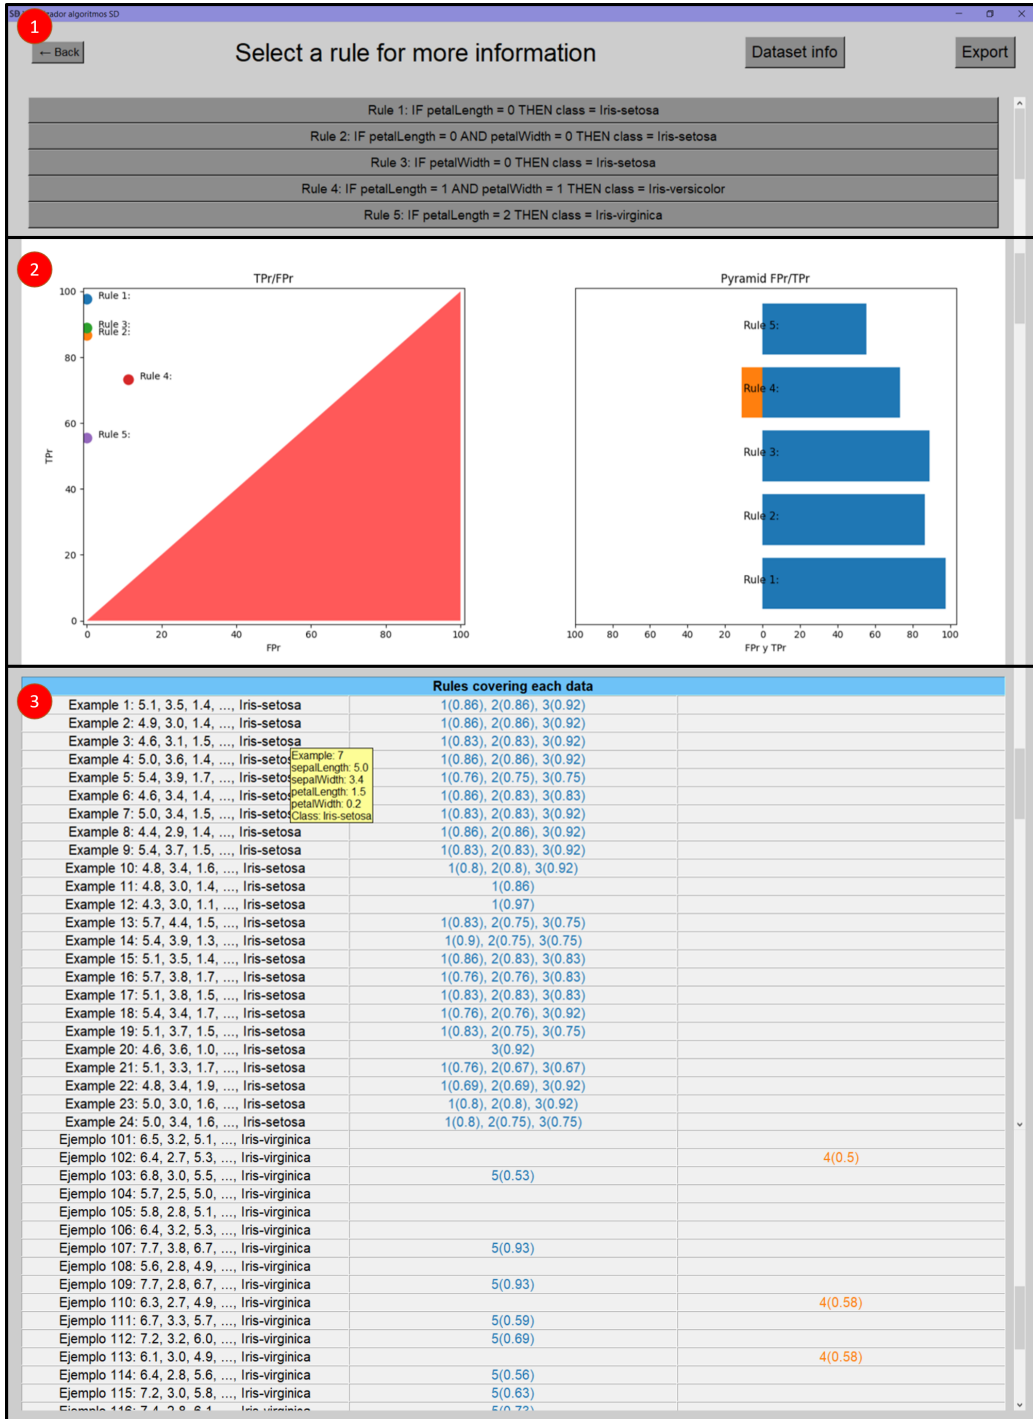 SD zador algoritmos SD
1
← Back
Select a rule for more information
Dataset info
Export
Rule 1: IF petalLength = 0 THEN class = Iris-setosa
Rule 2: IF petalLength = 0 AND petalWidth = 0 THEN class = Iris-setosa
Rule 3: IF petalWidth = 0 THEN class = Iris-setosa
Rule 4: IF petalLength = 1 AND petalWidth = 1 THEN class = Iris-versicolor
Rule 5: IF petalLength = 2 THEN class = Iris-virginica
2
TPr/FPr
100
80
60
40
20
0
TPr
Rule 1:
Rule 3:
Rule 2:
Rule 4:
Rule 5:
0 20 40 60 80 100
FPr
Pyramid FPr/TPr
Rule 5:
Rule 4:
Rule 3:
Rule 2:
Rule 1:
100 80 60 40 20 0 20 40 60 80 100
FPr y TPr
3
Rules covering each data
Example 1: 5.1, 3.5, 1.4, ..., Iris-setosa 1(0.86), 2(0.86), 3(0.92)
Example 2: 4.9, 3.0, 1.4, ..., Iris-setosa 1(0.86), 2(0.86), 3(0.92)
Example 3: 4.6, 3.1, 1.5, ..., Iris-setosa 1(0.83), 2(0.83), 3(0.92)
Example 4: 5.0, 3.6, 1.4, ..., Iris-setos 1(0.86), 2(0.86), 3(0.92)
Example 5: 5.4, 3.9, 1.7, ..., Iris-setos 1(0.76), 2(0.75), 3(0.75)
Example 6: 4.6, 3.4, 1.4, ..., Iris-setos 1(0.86), 2(0.83), 3(0.83)
Example 7: 5.0, 3.4, 1.5, ..., Iris-setos 1(0.83), 2(0.83), 3(0.92)
Example: 7
sepalLength: 5.0
sepalWidth: 3.4
petalLength: 1.5
petalWidth: 0.2
Class: Iris-setosa
Example 8: 4.4, 2.9, 1.4, ..., Iris-setosa 1(0.86), 2(0.86), 3(0.92)
Example 9: 5.4, 3.7, 1.5, ..., Iris-setosa 1(0.83), 2(0.83), 3(0.92)
Example 10: 4.8, 3.4, 1.6, ..., Iris-setosa 1(0.8), 2(0.8), 3(0.92)
Example 11: 4.8, 3.0, 1.4, ..., Iris-setosa 1(0.86)
Example 12: 4.3, 3.0, 1.1, ..., Iris-setosa 1(0.97)
Example 13: 5.7, 4.4, 1.5, ..., Iris-setosa 1(0.83), 2(0.75), 3(0.75)
Example 14: 5.4, 3.9, 1.3, ..., Iris-setosa 1(0.9), 2(0.75), 3(0.75)
Example 15: 5.1, 3.5, 1.4, ..., Iris-setosa 1(0.86), 2(0.83), 3(0.83)
Example 16: 5.7, 3.8, 1.7, ..., Iris-setosa 1(0.76), 2(0.76), 3(0.83)
Example 17: 5.1, 3.8, 1.5, ..., Iris-setosa 1(0.83), 2(0.83), 3(0.83)
Example 18: 5.4, 3.4, 1.7, ..., Iris-setosa 1(0.76), 2(0.76), 3(0.92)
Example 19: 5.1, 3.7, 1.5, ..., Iris-setosa 1(0.83), 2(0.75), 3(0.75)
Example 20: 4.6, 3.6, 1.0, ..., Iris-setosa 3(0.92)
Example 21: 5.1, 3.3, 1.7, ..., Iris-setosa 1(0.76), 2(0.67), 3(0.67)
Example 22: 4.8, 3.4, 1.9, ..., Iris-setosa 1(0.69), 2(0.69), 3(0.92)
Example 23: 5.0, 3.0, 1.6, ..., Iris-setosa 1(0.8), 2(0.8), 3(0.92)
Example 24: 5.0, 3.4, 1.6, ..., Iris-setosa 1(0.8), 2(0.75), 3(0.75)
Ejemplo 101: 6.5, 3.2, 5.1, ..., Iris-virginica
Ejemplo 102: 6.4, 2.7, 5.3, ..., Iris-virginica 4(0.5)
Ejemplo 103: 6.8, 3.0, 5.5, ..., Iris-virginica 5(0.53)
Ejemplo 104: 5.7, 2.5, 5.0, ..., Iris-virginica
Ejemplo 105: 5.8, 2.8, 5.1, ..., Iris-virginica
Ejemplo 106: 6.4, 3.2, 5.3, ..., Iris-virginica
Ejemplo 107: 7.7, 3.8, 6.7, ..., Iris-virginica 5(0.93)
Ejemplo 108: 5.6, 2.8, 4.9, ..., Iris-virginica
Ejemplo 109: 7.7, 2.8, 6.7, ..., Iris-virginica 5(0.93)
Ejemplo 110: 6.3, 2.7, 4.9, ..., Iris-virginica 4(0.58)
Ejemplo 111: 6.7, 3.3, 5.7, ..., Iris-virginica 5(0.59)
Ejemplo 112: 7.2, 3.2, 6.0, ..., Iris-virginica 5(0.69)
Ejemplo 113: 6.1, 3.0, 4.9, ..., Iris-virginica 4(0.58)
Ejemplo 114: 6.4, 2.8, 5.6, ..., Iris-virginica 5(0.56)
Ejemplo 115: 7.2, 3.0, 5.8, ..., Iris-virginica 5(0.63)